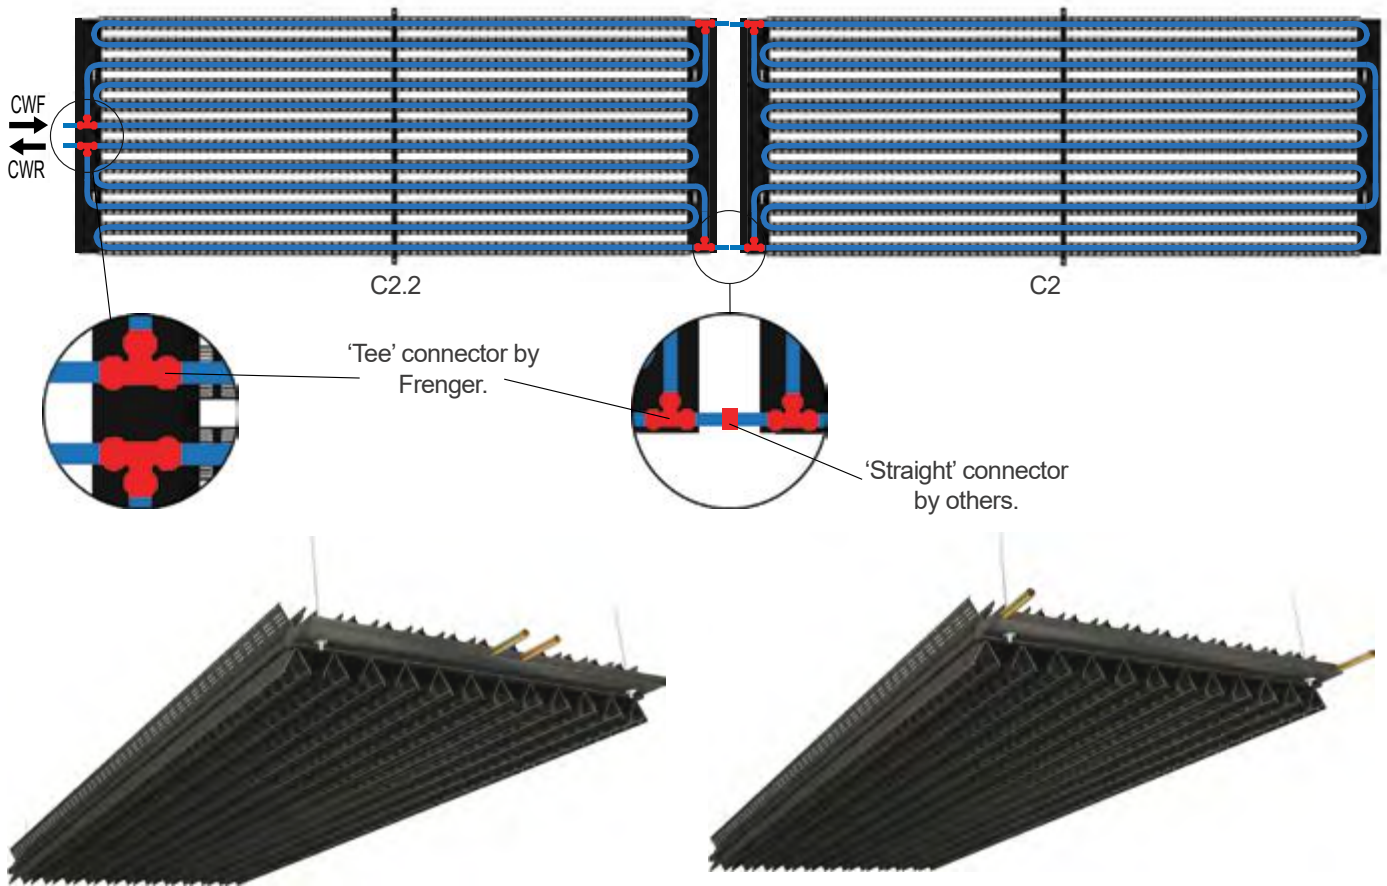 CWF
CWR
C2.2
C2
‘Tee’ connector by
Frenger.
‘Straight’ connector
by others.